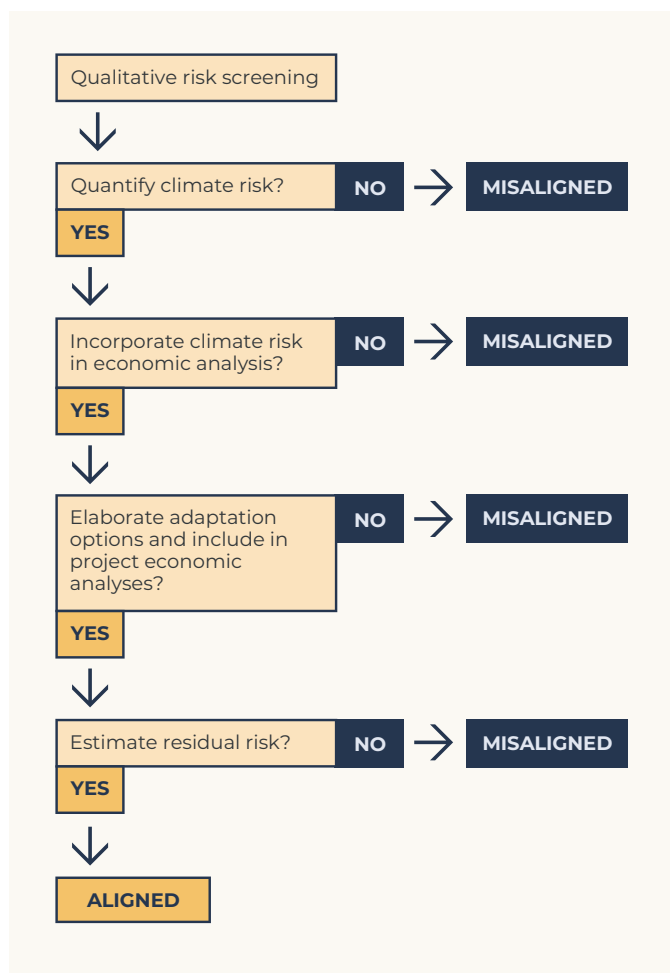 Qualitative risk screening
Quantify climate risk?
NO
MISALIGNED
YES
Incorporate climate risk
in economic analysis?
NO
MISALIGNED
YES
Elaborate adaptation
options and include in
project economic
analyses?
NO
MISALIGNED
YES
Estimate residual risk?
NO
MISALIGNED
YES
ALIGNED